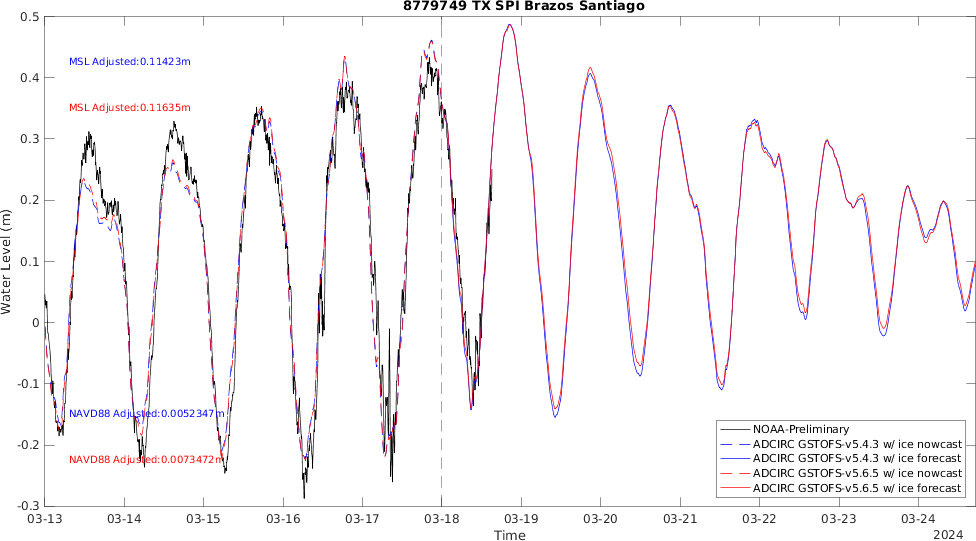 8779749 TX SPI Brazos Santiago
0.5
MSL Adjusted:0.11423m
0.4
MSL Adjusted:0.11635m
0.3
0.2
Water Level (m)
0.1
0
-0.1
NAVD88 Adjusted:0.0052347m
-0.2
NAVD88 Adjusted:0.0073472m
-0.3
NOAA-Preliminary
ADCIRC GSTOFS-v5.4.3 w/ ice nowcast
ADCIRC GSTOFS-v5.4.3 w/ ice forecast
ADCIRC GSTOFS-v5.6.5 w/ ice nowcast
ADCIRC GSTOFS-v5.6.5 w/ ice forecast
03-13 03-14 03-15 03-16 03-17 03-18 03-19 03-20 03-21 03-22 03-23 03-24
Time
2024